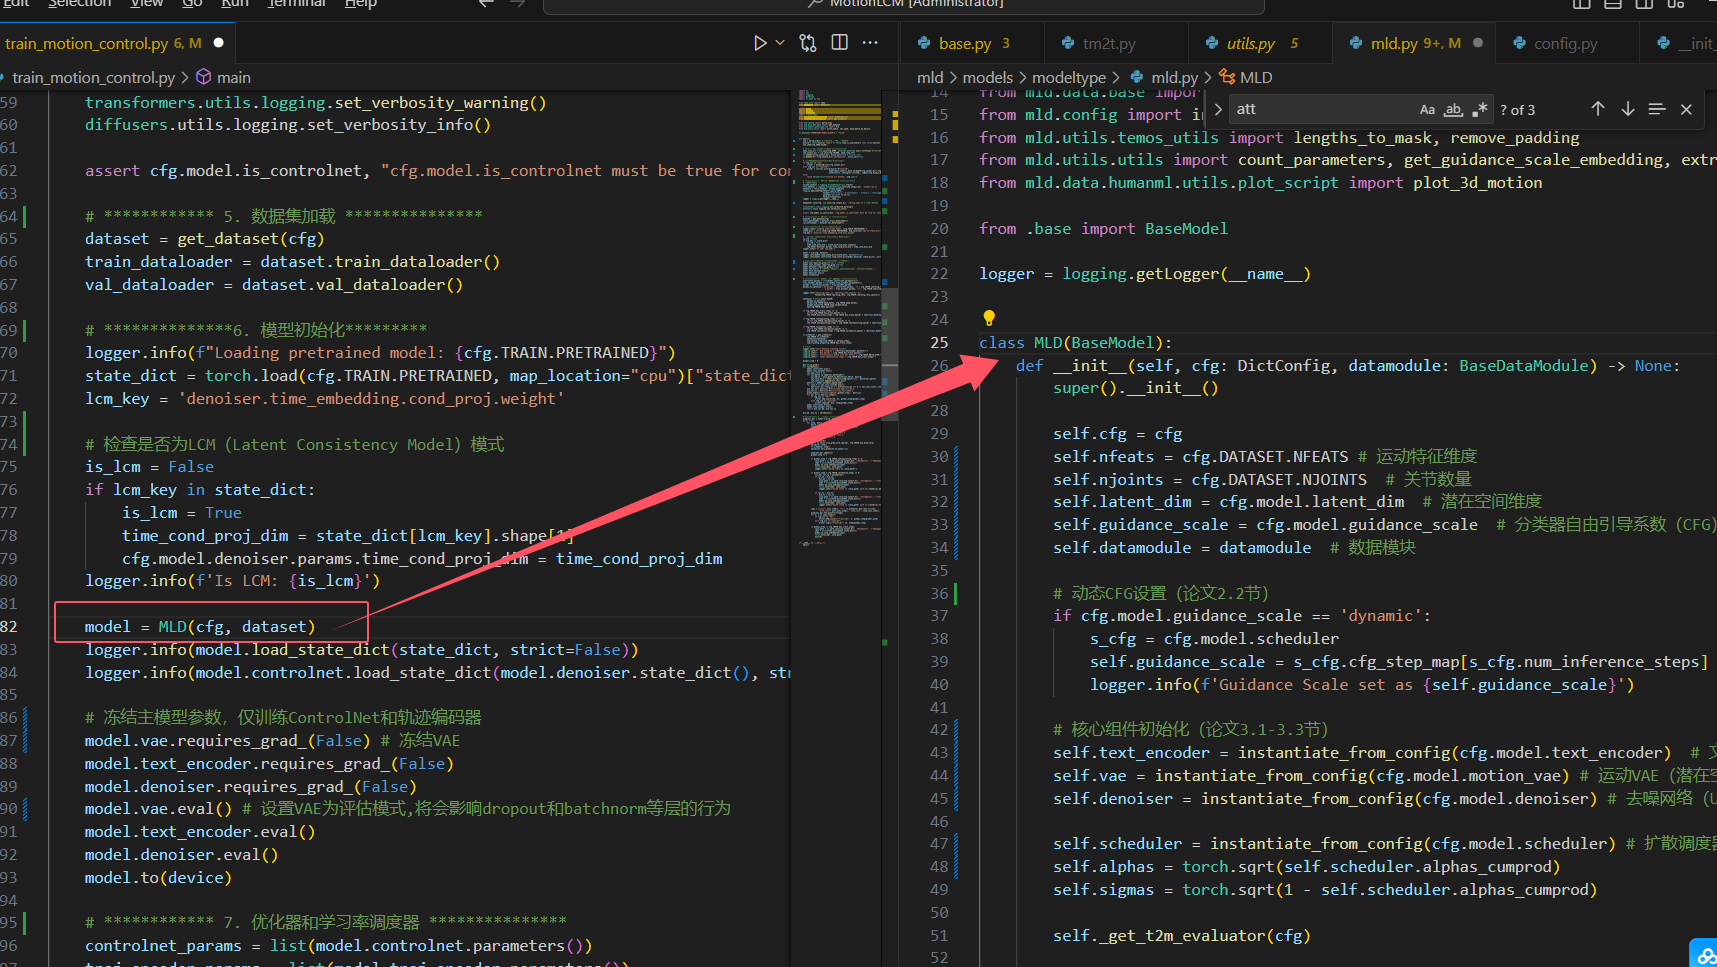 Edit Selection View Go Run Terminal Help
MotionLCM [Administrator]
train_motion_control.py 6, M
train_motion_control.py > main
59 transformers.utils.logging.set_verbosity_warning()
60 diffusers.utils.logging.set_verbosity_info()
61
62 assert cfg.model.is_controlnet, "cfg.model.is_controlnet must be true for co
63
64 # ************ 5. 数据集加载 ***************
65 dataset = get_dataset(cfg)
66 train_dataloader = dataset.train_dataloader()
67 val_dataloader = dataset.val_dataloader()
68
69 # **************6. 模型初始化*********
70 logger.info(f"Loading pretrained model: {cfg.TRAIN.PRETRAINED}")
71 state_dict = torch.load(cfg.TRAIN.PRETRAINED, map_location="cpu")["state_dict
72 lcm_key = 'denoiser.time_embedding.cond_proj.weight'
73
74 # 检查是否为LCM（Latent Consistency Model）模式
75 is_lcm = False
76 if lcm_key in state_dict:
77 is_lcm = True
78 time_cond_proj_dim = state_dict[lcm_key].shape[1]
79 cfg.model.denoiser.params.time_cond_proj_dim = time_cond_proj_dim
80 logger.info(f'Is LCM: {is_lcm}')
81
82 model = MLD(cfg, dataset)
83 logger.info(model.load_state_dict(state_dict, strict=False))
84 logger.info(model.controlnet.load_state_dict(model.denoiser.state_dict(), str
85
86 # 冻结主模型参数，仅训练ControlNet和轨迹编码器
87 model.vae.requires_grad_(False) # 冻结VAE
88 model.text_encoder.requires_grad_(False)
89 model.denoiser.requires_grad_(False)
90 model.vae.eval() # 设置VAE为评估模式,将会影响dropout和batchnorm等层的行为
91 model.text_encoder.eval()
92 model.denoiser.eval()
93 model.to(device)
94
95 # ************ 7. 优化器和学习率调度器 ***************
96 controlnet_params = list(model.controlnet.parameters())
base.py 3
tm2t.py
utils.py 5
mld.py 9+, M
config.py
__init_
mld > models > modeltype > mld.py > MLD
att
Aa ab .* ? of 3
14 from mld.data.base impor
15 from mld.config import i
16 from mld.utils.temos_utils import lengths_to_mask, remove_padding
17 from mld.utils.utils import count_parameters, get_guidance_scale_embedding, extr
18 from mld.data.humanml.utils.plot_script import plot_3d_motion
19
20 from .base import BaseModel
21
22 logger = logging.getLogger(__name__)
23
24
25 class MLD(BaseModel):
26 def __init__(self, cfg: DictConfig, datamodule: BaseDataModule) -> None:
super().__init__()
28
29 self.cfg = cfg
30 self.nfeats = cfg.DATASET.NFEATS # 运动特征维度
31 self.njoints = cfg.DATASET.NJOINTS # 关节数量
32 self.latent_dim = cfg.model.latent_dim # 潜在空间维度
33 self.guidance_scale = cfg.model.guidance_scale # 分类器自由引导系数（CFG）
34 self.datamodule = datamodule # 数据模块
35
36 # 动态CFG设置（论文2.2节）
37 if cfg.model.guidance_scale == 'dynamic':
38 s_cfg = cfg.model.scheduler
39 self.guidance_scale = s_cfg.cfg_step_map[s_cfg.num_inference_steps]
40 logger.info(f'Guidance Scale set as {self.guidance_scale}')
41
42 # 核心组件初始化（论文3.1-3.3节）
43 self.text_encoder = instantiate_from_config(cfg.model.text_encoder) #
44 self.vae = instantiate_from_config(cfg.model.motion_vae) # 运动VAE（潜在空
45 self.denoiser = instantiate_from_config(cfg.model.denoiser) # 去噪网络（U
46
47 self.scheduler = instantiate_from_config(cfg.model.scheduler) # 扩散调度器
48 self.alphas = torch.sqrt(self.scheduler.alphas_cumprod)
49 self.sigmas = torch.sqrt(1 - self.scheduler.alphas_cumprod)
50
51 self._get_t2m_evaluator(cfg)
52